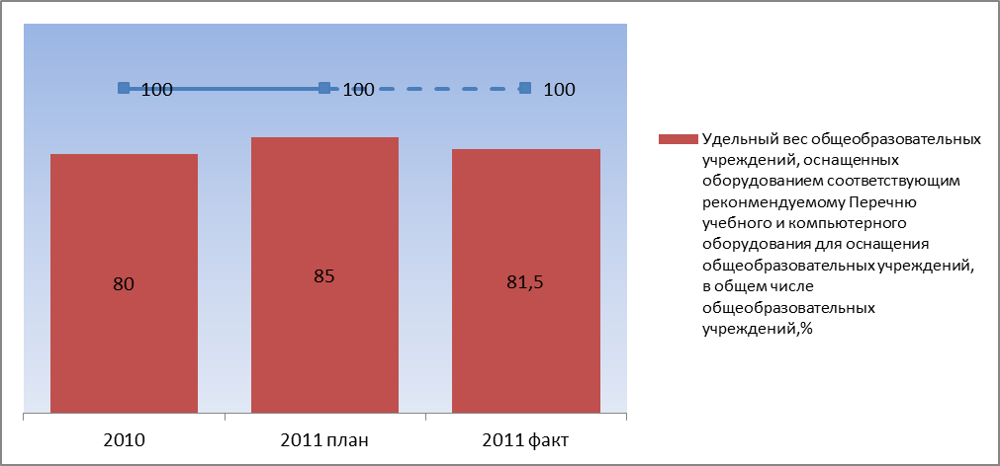 100 100 100
80 85 81,5
2010 2011 план 2011 факт
Удельный вес общеобразовательных
учреждений, оснащенных
оборудованием соответствующим
реконмендуемому Перечню
учебного и компьютерного
оборудования для оснащения
общеобразовательных учреждений,
в общем числе
общеобразовательных
учреждений,%